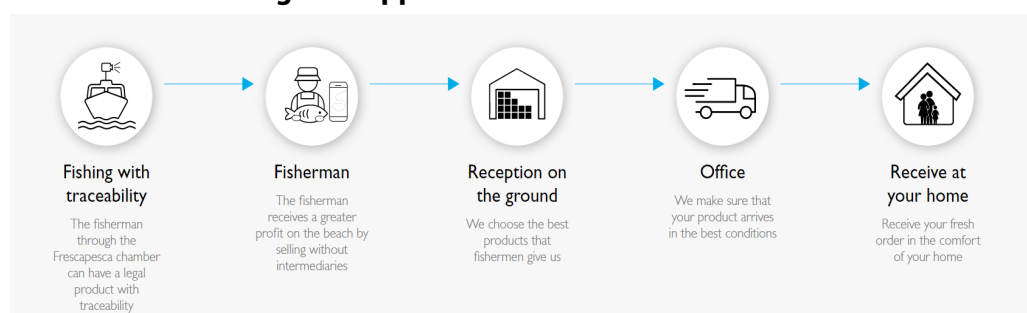 Fishing with
traceability
The fisherman
through the
Frescapesca chamber
can have a legal
product with
traceability
Fisherman
The fisherman
receives a greater
profit on the beach by
selling without
intermediaries
Reception on
the ground
We choose the best
products that
fishermen give us
Office
We make sure that
your product arrives
in the best conditions
Receive at
your home
Receive your fresh
order in the comfort
of your home